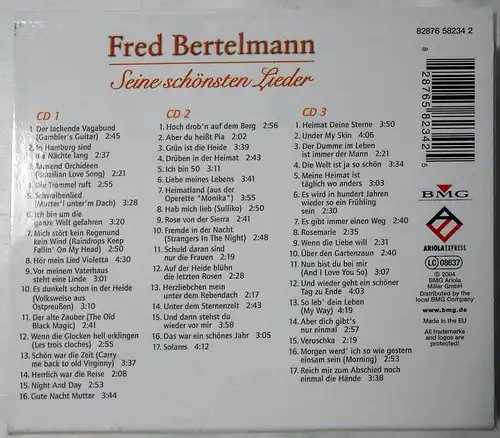 82876 58234 2
Fred Bertelmann
Seine schönsten Lieder
CD 1
1. Der lachende Vagabund
(Gambler's Guitar) 2:45
2. In Hamburg sind
die Nächte lang 2:37
3. Tausend Orchideen
(Brazilian Love Song) 2:21
4. Die Trommel ruft 2:55
5. Schwalbenlied
(Mutter'l unter'm Dach) 3:28
6. Ich bin um die
ganze Welt gefahren 3:20
7. Mich stört kein Regen und
kein Wind (Raindrops Keep
Fallin' On My Head) 2:50
8. Hör mein Lied Violetta 4:30
9. Vor meinem Vaterhaus
steht eine Linde 3:01
10. Es dunkelt schon in der Heide
(Volksweise aus
Ostpreußen) 3:10
11. Der alte Zauber (The Old
Black Magic) 2:41
12. Wenn die Glocken hell erklingen
(Les trois cloches) 2:55
13. Schön war die Zeit (Carry
me back to old Virginny) 3:27
14. Herrlich war die Reise 2:08
15. Night And Day 2:53
16. Gute Nacht Mutter 3:44
CD 2
1. Hoch drob'n auf dem Berg 2:56
2. Aber du heißt Pia 2:02
3. Grün ist die Heide 3:39
4. Drüben in der Heimat 2:43
5. Ich bin 50 3:11
6. Liebe meines Lebens 3:41
7. Heimatland (aus der
Operette "Monika") 3:55
8. Hab mich lieb (Sulliko) 2:50
9. Rose von der Sierra 2:41
10. Fremde in der Nacht
(Strangers In The Night) 2:48
11. Schuld daran sind
nur die Frauen 2:19
12. Auf der Heide blühn
die letzten Rosen 2:28
13. Herzliebchen mein
unter dem Rebendach 2:17
14. Unter dem Sternenzelt 2:43
15. Und dann stehst du
wieder vor mir 3:58
16. Das war ein schönes Jahr 3:05
17. Solares 4:12
CD 3
1. Heimat Deine Sterne 3:50
2. Under My Skin 4:06
3. Der Dumme im Leben
ist immer der Mann 2:21
4. Die Welt ist ja so schön 3:34
5. Meine Heimat ist
täglich wo anders 3:03
6. Es wird in hundert Jahren
wieder so ein Frühling
sein 2:30
7. Es gibt immer einen Weg 2:40
8. Rosemarie 2:35
9. Wenn die Liebe will 2:31
10. Über den Gartenzaun 2:40
11. Nun bist du bei mir
(And I Love You So) 3:07
12. Und wieder geht ein schöner
Tag zu Ende 4:03
13. So leb' dein Leben
(My Way) 4:19
14. Aber dich gibt's
nur einmal 2:57
15. Veruschka 2:19
16. Morgen werd' ich so wie gestern
einsam sein (Morning) 2:53
17. Reich mir zum Abschied noch
einmal die Hände 3:38
8 28765 82342 5
BMG
ARIOLA EXPRESS
LC 08637
℗ © 2004
BMG Ariola
Miller GmbH
Distributed by the
local BMG Company
www.bmg.de
Made in the EU
All trademarks
and logos are
protected!